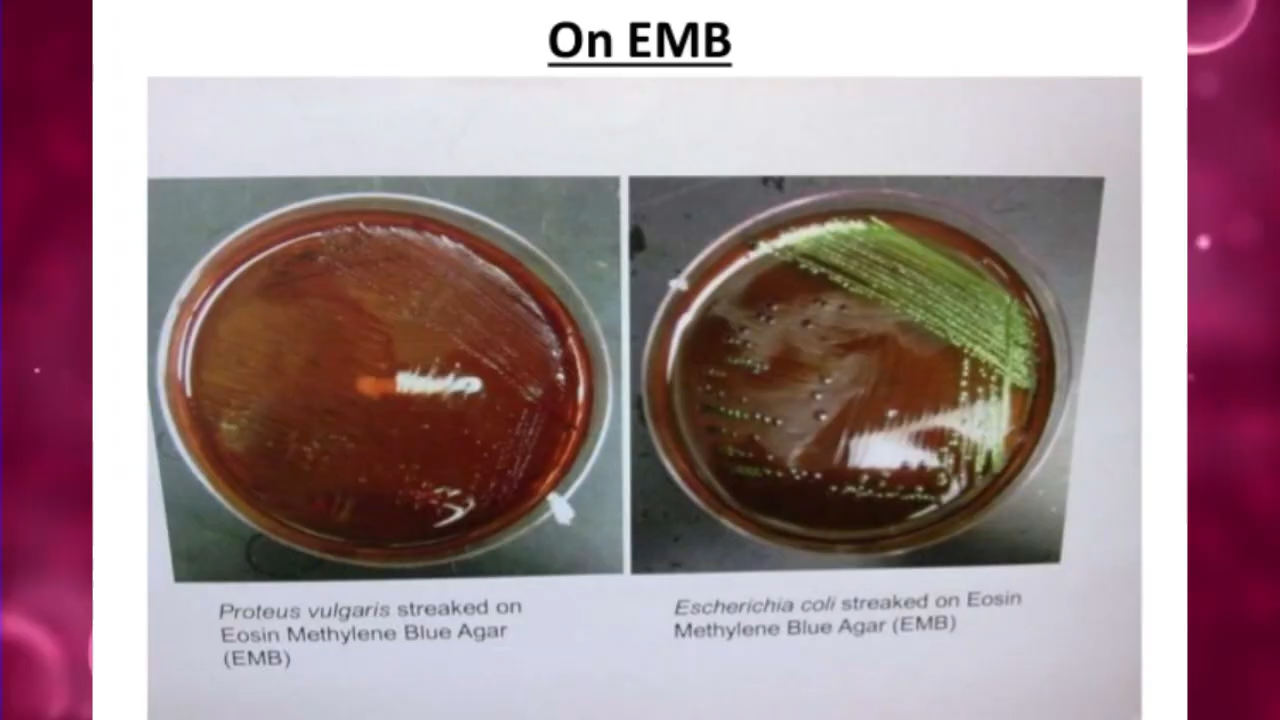 On EMB
Proteus vulgaris streaked on
Eosin Methylene Blue Agar
(EMB)
Escherichia coli streaked on Eosin
Methylene Blue Agar (EMB)